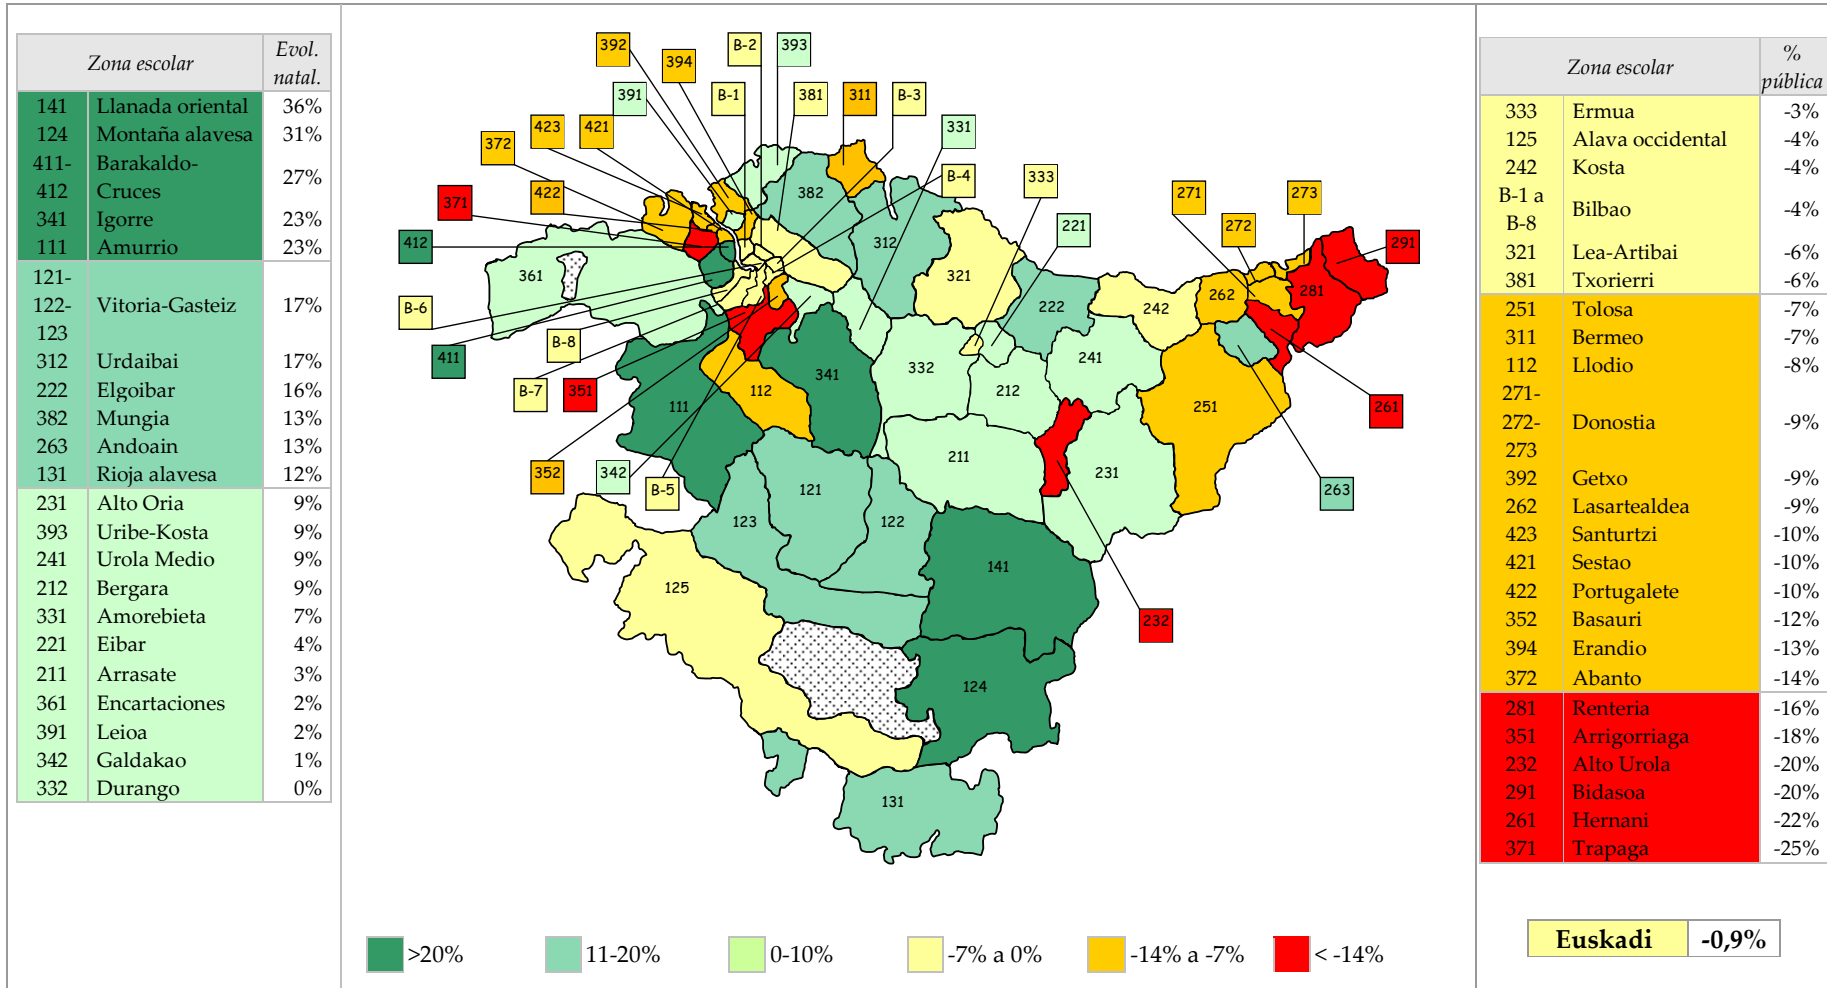 Zona escolar Evol. natal.
141 Llanada oriental 36%
124 Montaña alavesa 31%
411-412 Barakaldo-Cruces 27%
341 Igorre 23%
111 Amurrio 23%
121-122-123 Vitoria-Gasteiz 17%
312 Urdaibai 17%
222 Elgoibar 16%
382 Mungia 13%
263 Andoain 13%
131 Rioja alavesa 12%
231 Alto Oria 9%
393 Uribe-Kosta 9%
241 Urola Medio 9%
212 Bergara 9%
331 Amorebieta 7%
221 Eibar 4%
211 Arrasate 3%
361 Encartaciones 2%
391 Leioa 2%
342 Galdakao 1%
332 Durango 0%
392
394
B-2
393
391
B-1
381
311
B-3
423
421
331
372
422
371
B-4
333
271
273
272
221
291
412
382
312
361
321
281
262
242
222
B-6
411
B-8
B-7
351
332
241
212
341
112
111
251
261
352
342
B-5
211
231
263
121
123
122
141
125
232
124
131
>20%
11-20%
0-10%
-7% a 0%
-14% a -7%
< -14%
Zona escolar % pública
333 Ermua -3%
125 Alava occidental -4%
242 Kosta -4%
B-1 a B-8 Bilbao -4%
321 Lea-Artibai -6%
381 Txorierri -6%
251 Tolosa -7%
311 Bermeo -7%
112 Llodio -8%
271-272-273 Donostia -9%
392 Getxo -9%
262 Lasartealdea -9%
423 Santurtzi -10%
421 Sestao -10%
422 Portugalete -10%
352 Basauri -12%
394 Erandio -13%
372 Abanto -14%
281 Renteria -16%
351 Arrigorriaga -18%
232 Alto Urola -20%
291 Bidasoa -20%
261 Hernani -22%
371 Trapaga -25%
Euskadi -0,9%